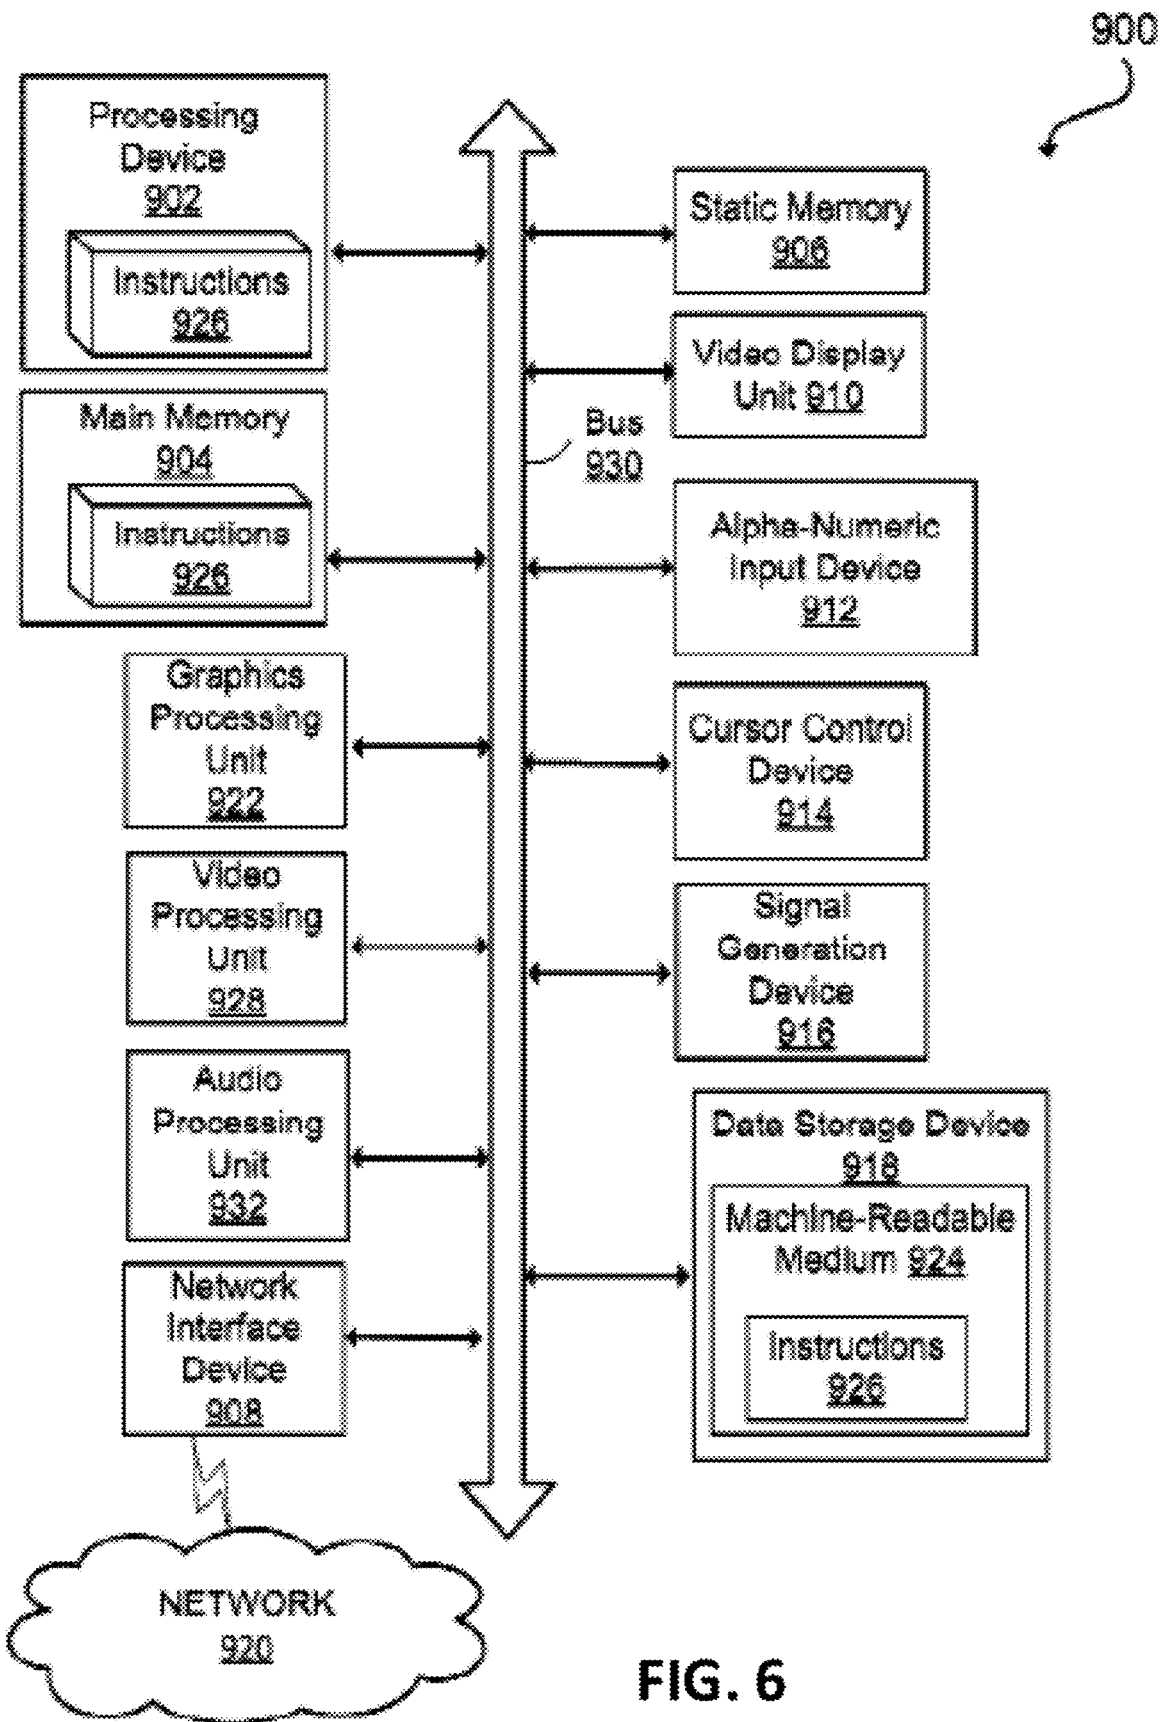 900
Processing
Device
902
Instructions
926
Main Memory
904
Instructions
926
Graphics
Processing
Unit
922
Video
Processing
Unit
928
Audio
Processing
Unit
932
Network
Interface
Device
908
NETWORK
920
Bus
930
Static Memory
906
Video Display
Unit 910
Alpha-Numeric
Input Device
912
Cursor Control
Device
914
Signal
Generation
Device
916
Data Storage Device
918
Machine-Readable
Medium 924
Instructions
926
FIG. 6